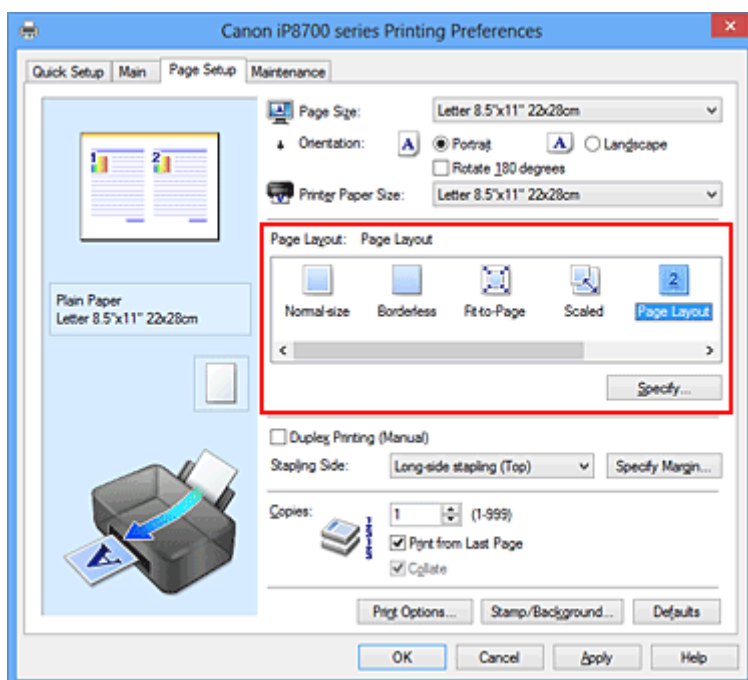 Canon iP8700 series Printing Preferences
Quick Setup Main Page Setup Maintenance
1 2
Page Size: Letter 8.5"x11" 22x28cm
Orientation: A Portrait A Landscape
Rotate 180 degrees
Printer Paper Size: Letter 8.5"x11" 22x28cm
Page Layout: Page Layout
2
Normal-size Borderless Fit-to-Page Scaled Page Layout
Plain Paper
Letter 8.5"x11" 22x28cm
Specify...
Duplex Printing (Manual)
Stapling Side: Long-side stapling (Top) Specify Margin...
Copies: 1 (1-999)
Print from Last Page
Collate
A
Print Options... Stamp/Background... Defaults
OK Cancel Apply Help